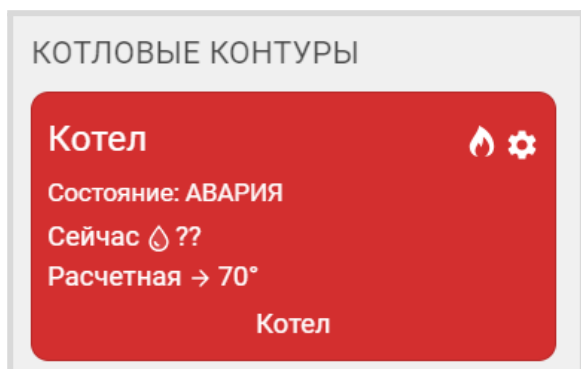 КОТЛОВЫЕ КОНТУРЫ
Котел
Состояние: АВАРИЯ
Сейчас ??
Расчетная → 70°
Котел